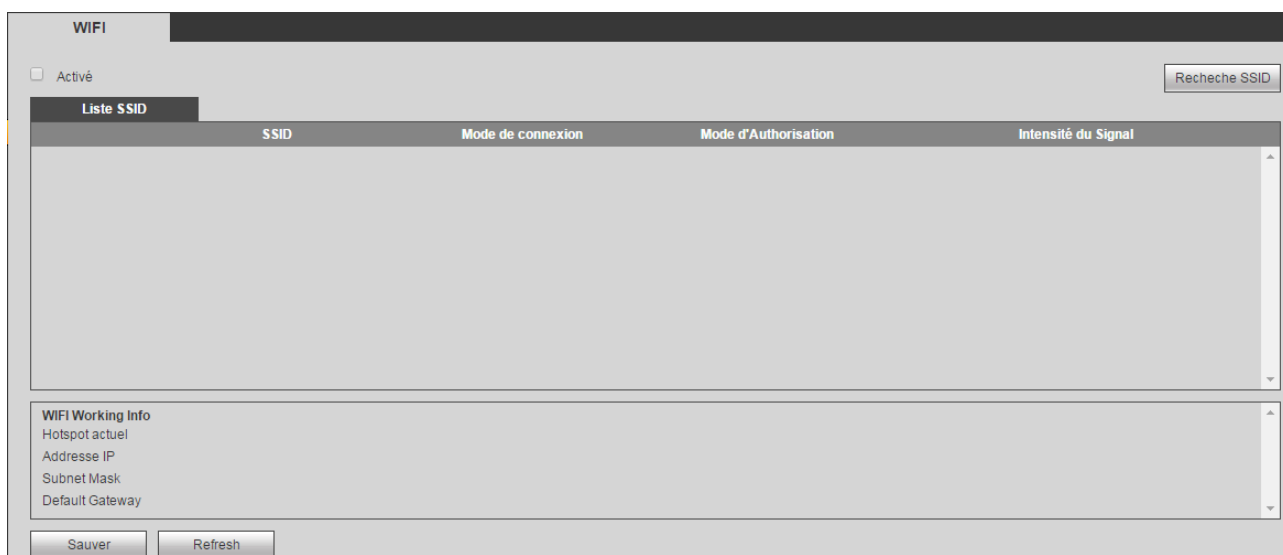 WIFI
Activé
Recheche SSID
Liste SSID
SSID Mode de connexion Mode d'Authorisation Intensité du Signal
WIFI Working Info
Hotspot actuel
Addresse IP
Subnet Mask
Default Gateway
Sauver Refresh